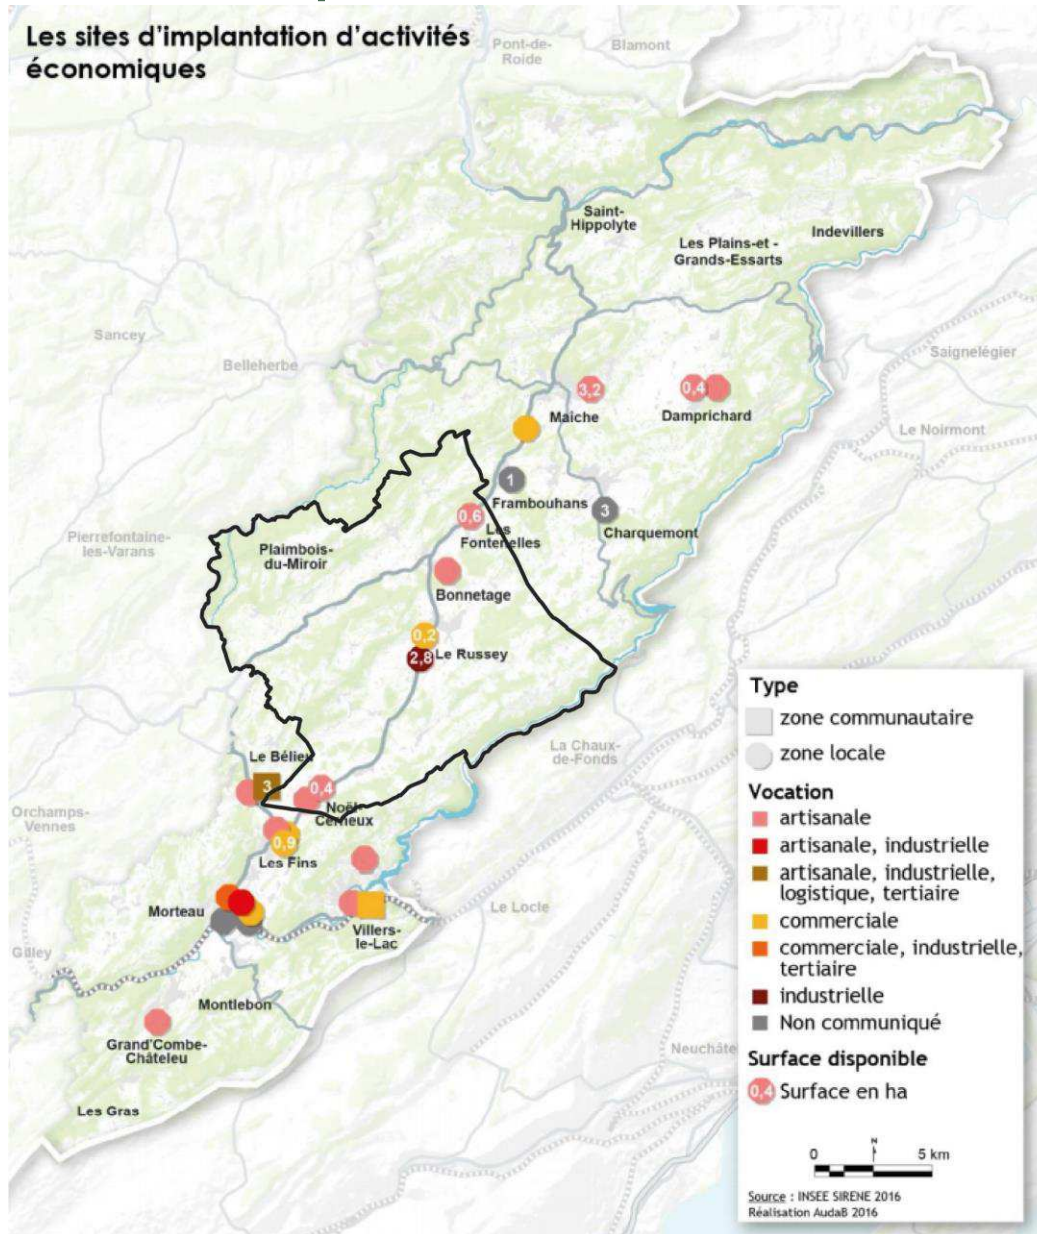 Les sites d'implantation d'activités
économiques
Pont-de-
Roide
Blamont
Saint-
Hippolyte
Les Plains-et -
Grands-Essarts
Indevillers
Sancey
Belleherbe
Saignelégier
3,2
0,4
Maiche
Damprichard
Le Noirmont
1
Frambouhans
3
Charquemont
0,6
Les
Fontenelles
Pierrefontaine-
les-Varans
Plaimbois-
du-Miroir
Bonnetage
0,2
2,8
Le Russey
La Chaux-
de-Fonds
Le Bélieu
3
0,4
Noël-
Cerneux
Orchamps-
Vennes
0,9
Les Fins
Morteau
Villers-
le-Lac
Le Locle
Gilley
Montlebon
Grand'Combe-
Châteleu
Neuchâte
Les Gras
Type
zone communautaire
zone locale
Vocation
artisanale
artisanale, industrielle
artisanale, industrielle,
logistique, tertiaire
commerciale
commerciale, industrielle,
tertiaire
industrielle
Non communiqué
Surface disponible
0,4 Surface en ha
N
0 5 km
Source : INSEE SIRENE 2016
Réalisation AudaB 2016